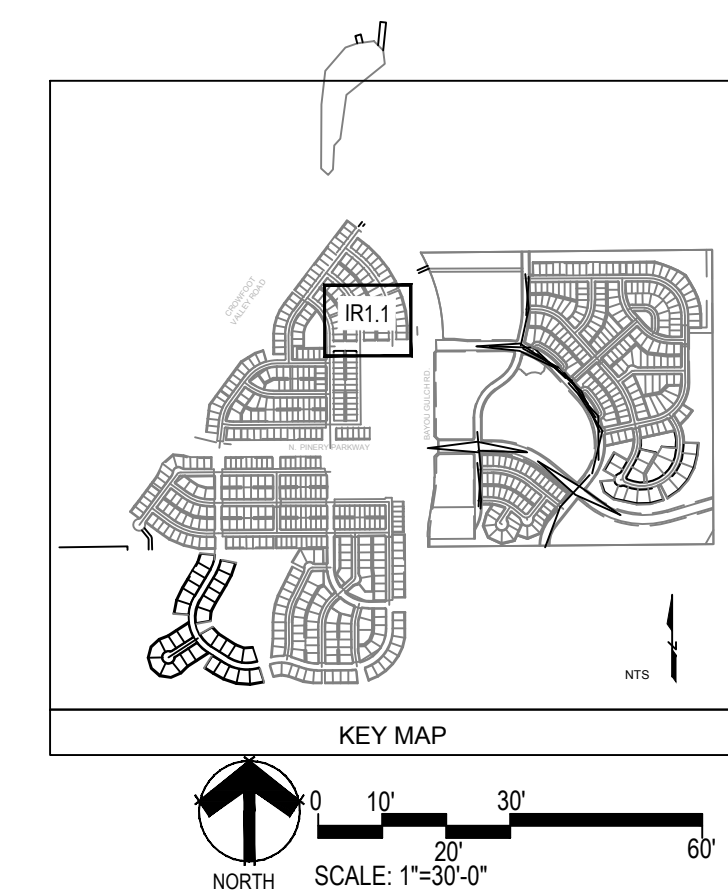 CROWFOOT
VALLEY ROAD
IR1.1
BAYOU GULCH RD.
N. PINERY PARKWAY
N
NTS
KEY MAP
0 10' 30'
20' 60'
NORTH SCALE: 1"=30'-0"